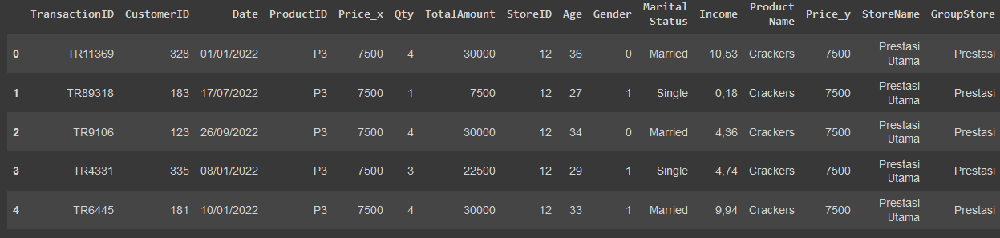 TransactionID CustomerID Date ProductID Price_x Qty TotalAmount StoreID Age Gender Marital Status Income Product Name Price_y StoreName GroupStore
0 TR11369 328 01/01/2022 P3 7500 4 30000 12 36 0 Married 10,53 Crackers 7500 Prestasi Utama Prestasi
1 TR89318 183 17/07/2022 P3 7500 1 7500 12 27 1 Single 0,18 Crackers 7500 Prestasi Utama Prestasi
2 TR9106 123 26/09/2022 P3 7500 4 30000 12 34 0 Married 4,36 Crackers 7500 Prestasi Utama Prestasi
3 TR4331 335 08/01/2022 P3 7500 3 22500 12 29 1 Single 4,74 Crackers 7500 Prestasi Utama Prestasi
4 TR6445 181 10/01/2022 P3 7500 4 30000 12 33 1 Married 9,94 Crackers 7500 Prestasi Utama Prestasi